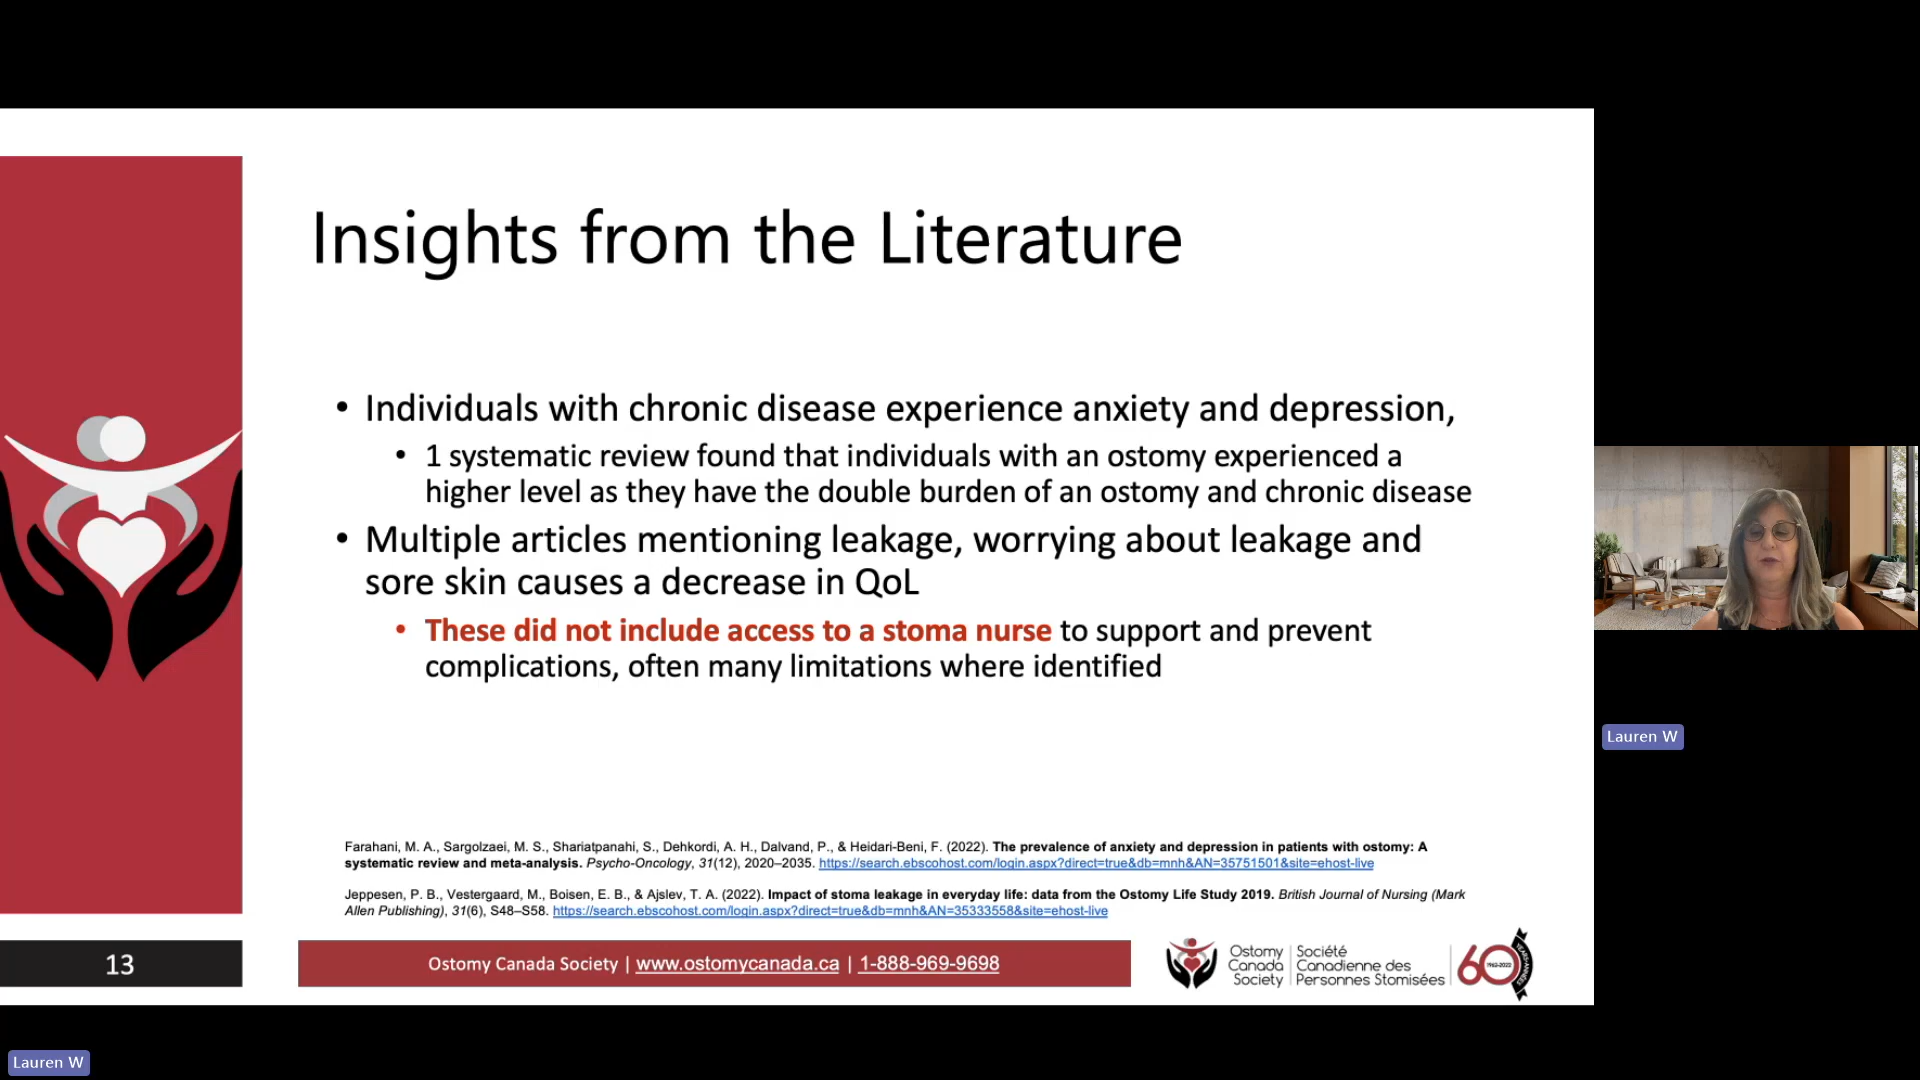 Insights from the Literature
• Individuals with chronic disease experience anxiety and depression,
• 1 systematic review found that individuals with an ostomy experienced a
higher level as they have the double burden of an ostomy and chronic disease
• Multiple articles mentioning leakage, worrying about leakage and
sore skin causes a decrease in QoL
• These did not include access to a stoma nurse to support and prevent
complications, often many limitations where identified
Farahani, M. A., Sargolzaei, M. S., Shariatpanahi, S., Dehkordi, A. H., Dalvand, P., & Heidari-Beni, F. (2022). The prevalence of anxiety and depression in patients with ostomy: A
systematic review and meta-analysis. Psycho-Oncology, 31(12), 2020–2035. https://search.ebscohost.com/login.aspx?direct=true&db=mnh&AN=35751501&site=ehost-live
Jeppesen, P. B., Vestergaard, M., Boisen, E. B., & Ajslev, T. A. (2022). Impact of stoma leakage in everyday life: data from the Ostomy Life Study 2019. British Journal of Nursing (Mark
Allen Publishing), 31(6), S48–S58. https://search.ebscohost.com/login.aspx?direct=true&db=mnh&AN=35333558&site=ehost-live
13
Ostomy Canada Society | www.ostomycanada.ca | 1-888-969-9698
Ostomy
Canada
Society
Société
Canadienne des
Personnes Stomisées
60
1962-2022
YEARS-ANNÉES
Lauren W
Lauren W